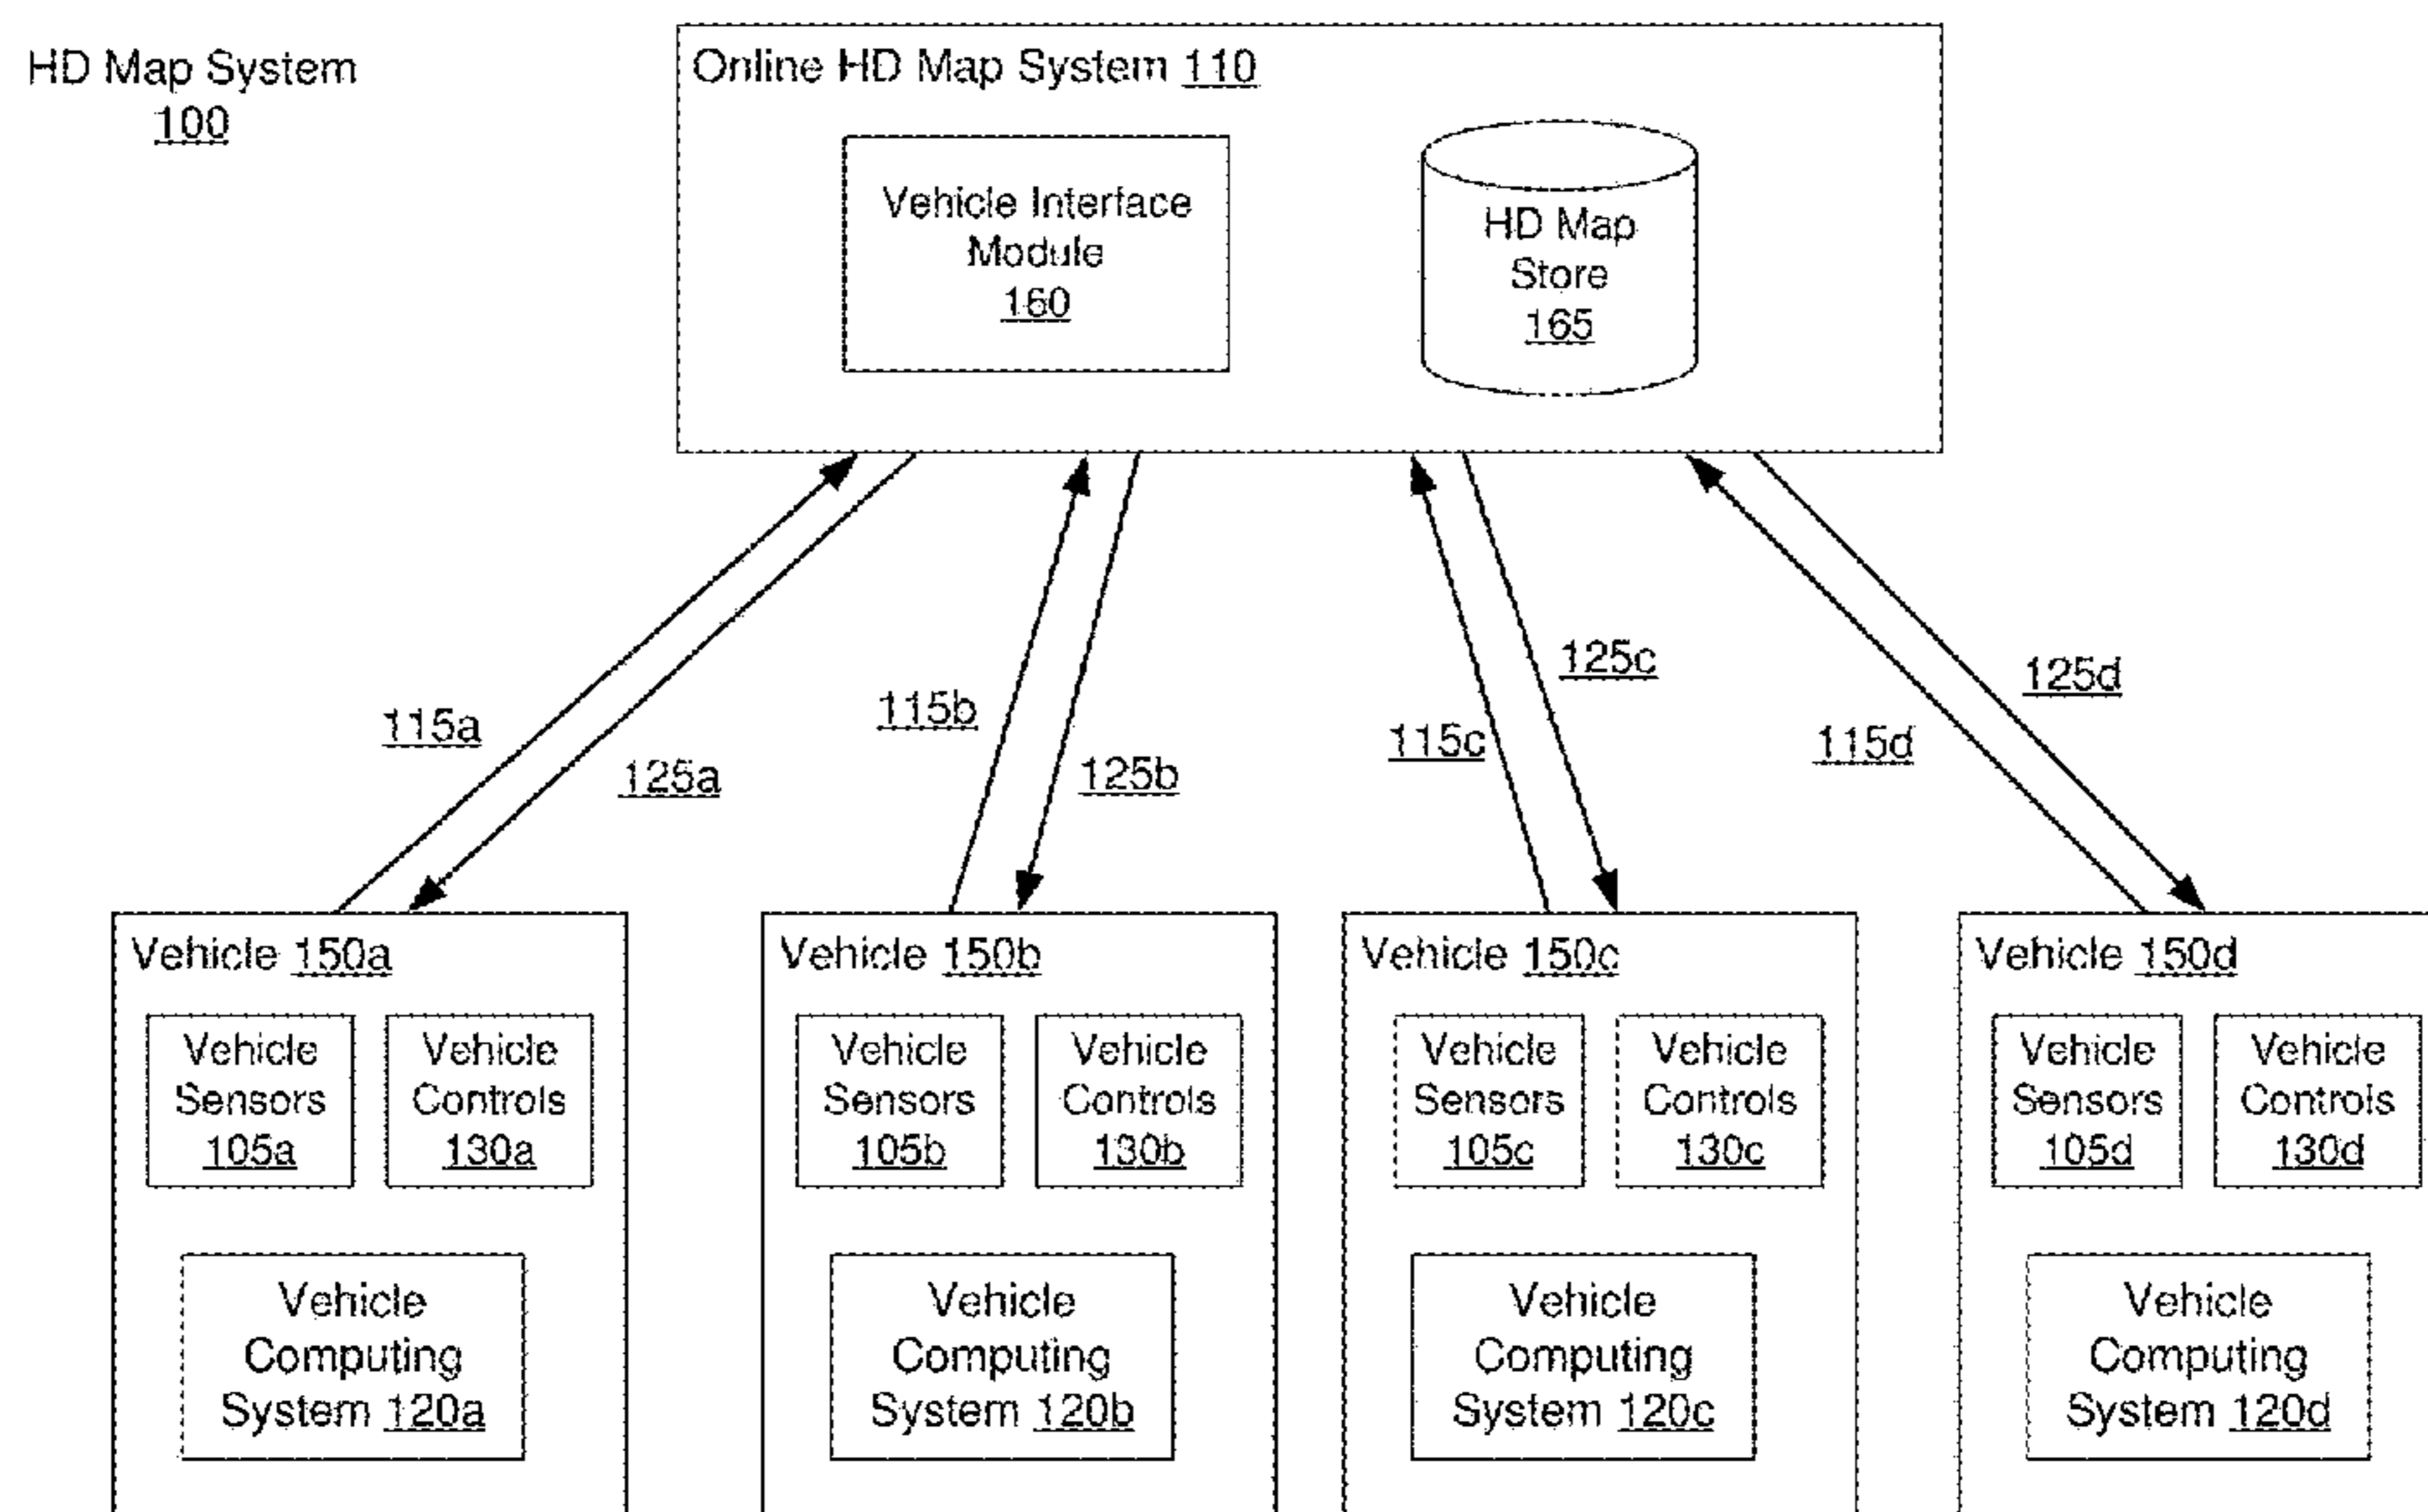 HD Map System
100
Online HD Map System 110
Vehicle Interface
Module
160
HD Map
Store
165
115a
125a
115b
125b
115c
125c
115d
125d
Vehicle 150a
Vehicle
Sensors
105a
Vehicle
Controls
130a
Vehicle
Computing
System 120a
Vehicle 150b
Vehicle
Sensors
105b
Vehicle
Controls
130b
Vehicle
Computing
System 120b
Vehicle 150c
Vehicle
Sensors
105c
Vehicle
Controls
130c
Vehicle
Computing
System 120c
Vehicle 150d
Vehicle
Sensors
105d
Vehicle
Controls
130d
Vehicle
Computing
System 120d